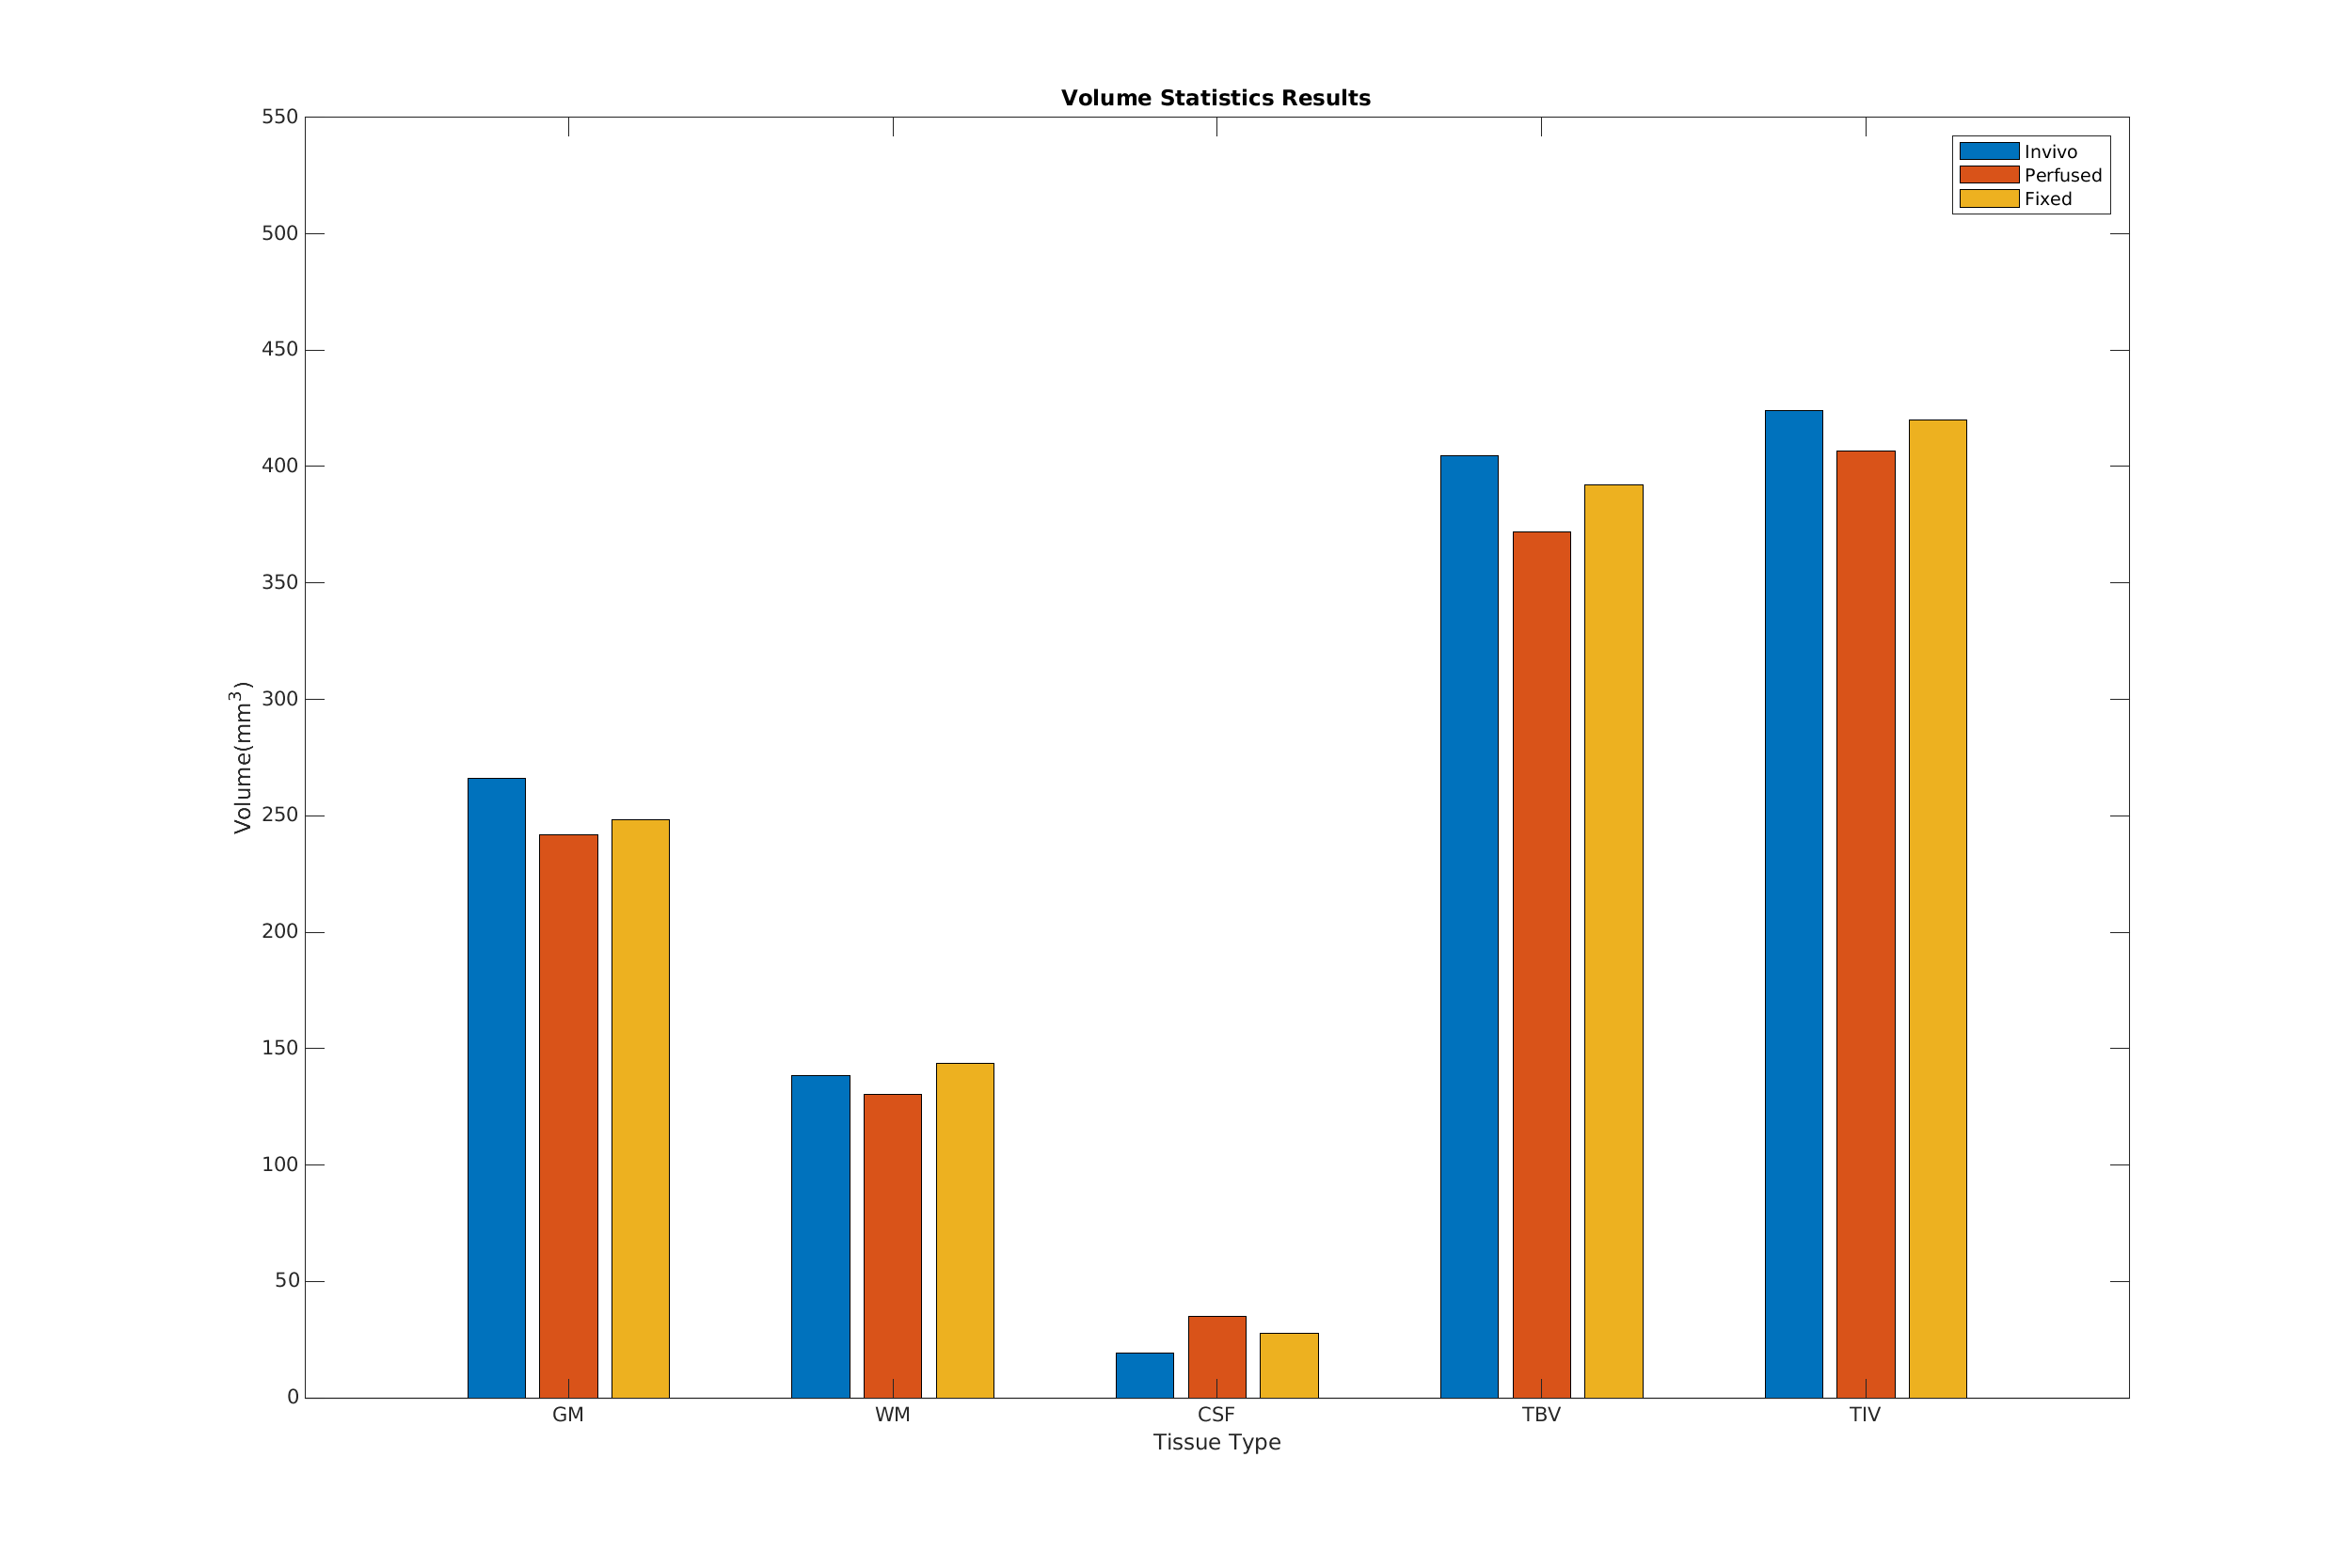 Volume Statistics Results
550
500
450
400
350
300
250
200
150
100
50
0
Volume(mm³)
Invivo
Perfused
Fixed
GM WM CSF TBV TIV
Tissue Type